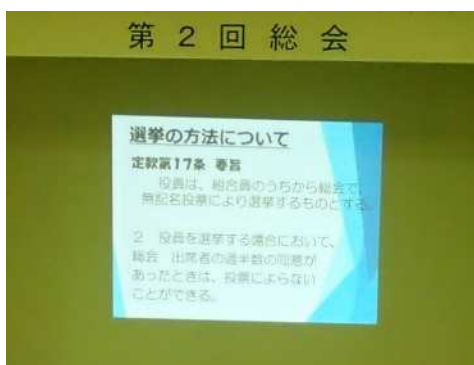 第2回総会
選挙の方法について
定款第17条 要旨
役員は、組合員のうちから総会で、
無記名投票により選挙するものとする。
2 役員を選挙する場合において、
総会 出席者の過半数の同意が
あったときは、投票によらない
ことができる。